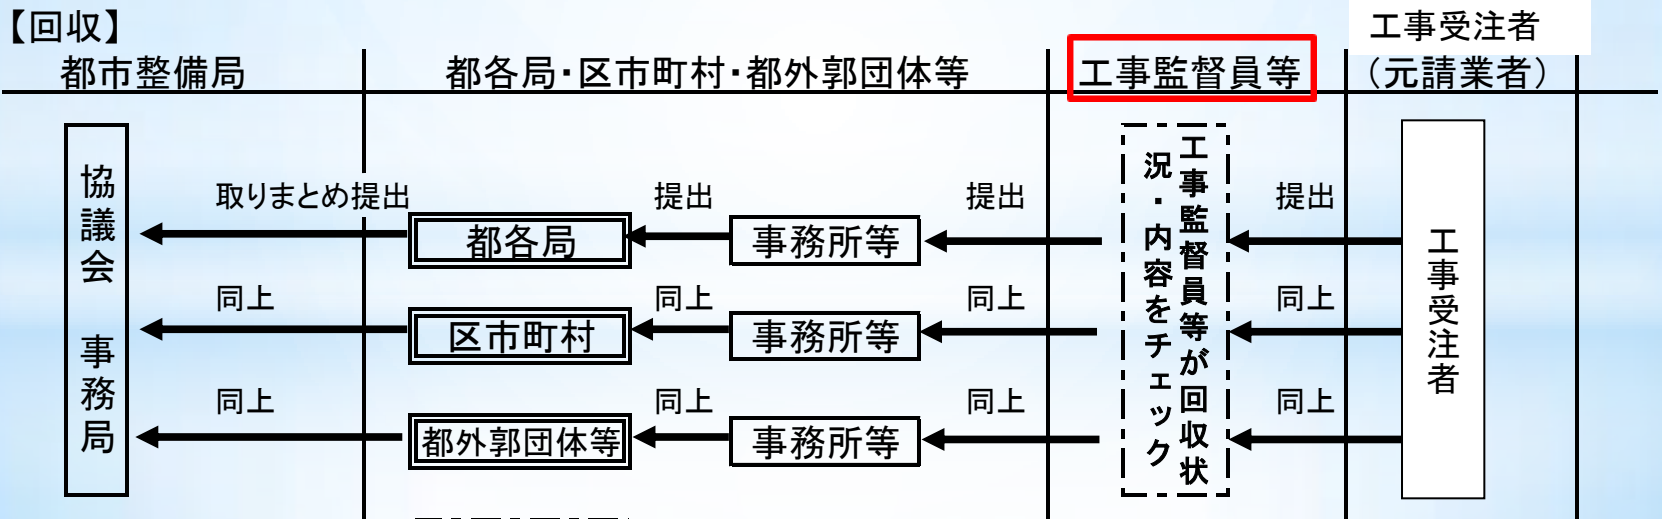 【回収】
工事受注者
都市整備局
都各局・区市町村・都外郭団体等
工事監督員等
（元請業者）
協議会 事務局
取りまとめ提出
都各局
提出
事務所等
提出
工事監督員等が回収状
況・内容をチェック
提出
工事受注者
同上
区市町村
同上
事務所等
同上
同上
同上
都外郭団体等
同上
事務所等
同上
同上